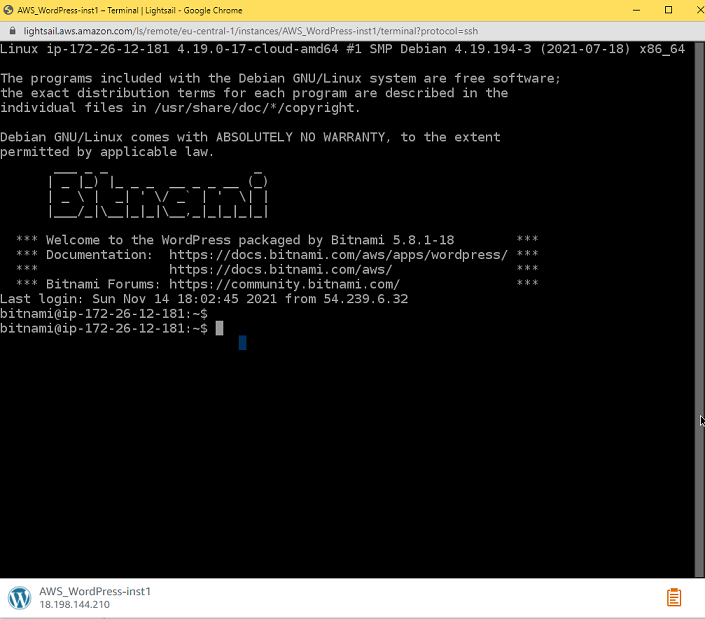 AWS_WordPress-inst1 – Terminal | Lightsail - Google Chrome
lightsail.aws.amazon.com/ls/remote/eu-central-1/instances/AWS_WordPress-inst1/terminal?protocol=ssh
Linux ip-172-26-12-181 4.19.0-17-cloud-amd64 #1 SMP Debian 4.19.194-3 (2021-07-18) x86_64
The programs included with the Debian GNU/Linux system are free software;
the exact distribution terms for each program are described in the
individual files in /usr/share/doc/*/copyright.
Debian GNU/Linux comes with ABSOLUTELY NO WARRANTY, to the extent
permitted by applicable law.
Bitnami
*** Welcome to the WordPress packaged by Bitnami 5.8.1-18 ***
*** Documentation: https://docs.bitnami.com/aws/apps/wordpress/ ***
*** https://docs.bitnami.com/aws/ ***
*** Bitnami Forums: https://community.bitnami.com/ ***
Last login: Sun Nov 14 18:02:45 2021 from 54.239.6.32
bitnami@ip-172-26-12-181:~$
bitnami@ip-172-26-12-181:~$
AWS_WordPress-inst1
18.198.144.210